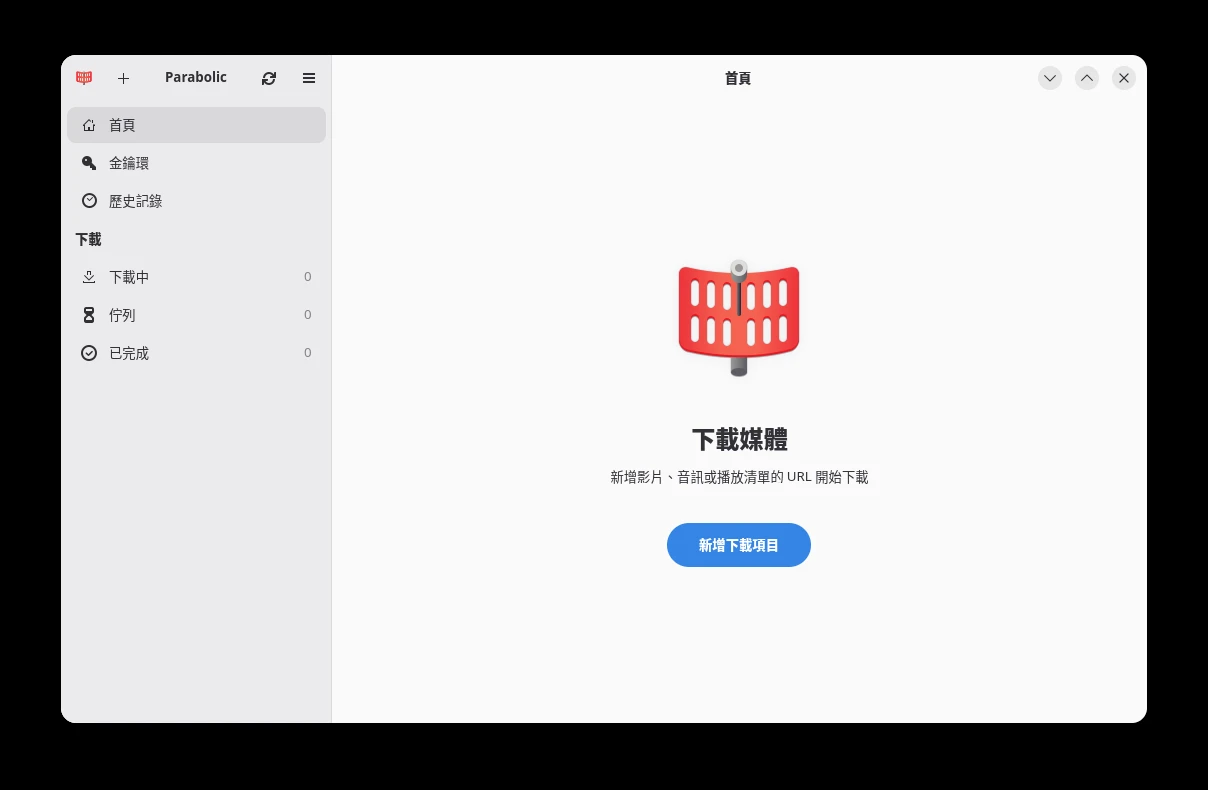 Parabolic
首頁
首頁
金鑰環
歷史記錄
下載
下載中 0
佇列 0
已完成 0
下載媒體
新增影片、音訊或播放清單的 URL 開始下載
新增下載項目